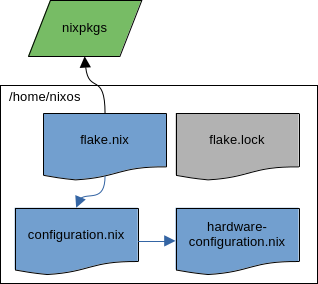 nixpkgs
/home/nixos
flake.nix
flake.lock
configuration.nix
hardware-
configuration.nix